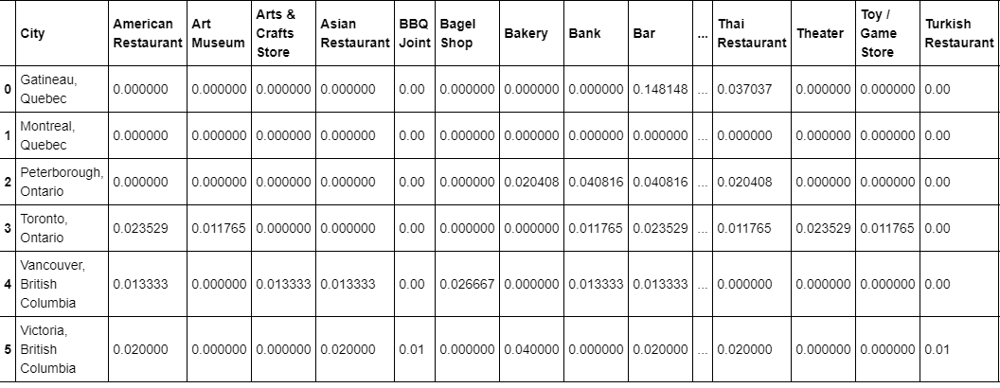 City American Restaurant Art Museum Arts & Crafts Store Asian Restaurant BBQ Joint Bagel Shop Bakery Bank Bar ... Thai Restaurant Theater Toy / Game Store Turkish Restaurant
0 Gatineau, Quebec 0.000000 0.000000 0.000000 0.000000 0.00 0.000000 0.000000 0.000000 0.148148 ... 0.037037 0.000000 0.000000 0.00
1 Montreal, Quebec 0.000000 0.000000 0.000000 0.000000 0.00 0.000000 0.000000 0.000000 0.000000 ... 0.000000 0.000000 0.000000 0.00
2 Peterborough, Ontario 0.000000 0.000000 0.000000 0.000000 0.00 0.000000 0.020408 0.040816 0.040816 ... 0.020408 0.000000 0.000000 0.00
3 Toronto, Ontario 0.023529 0.011765 0.000000 0.000000 0.00 0.000000 0.000000 0.011765 0.023529 ... 0.011765 0.023529 0.011765 0.00
4 Vancouver, British Columbia 0.013333 0.000000 0.013333 0.013333 0.00 0.026667 0.000000 0.013333 0.013333 ... 0.000000 0.000000 0.000000 0.00
5 Victoria, British Columbia 0.020000 0.000000 0.000000 0.020000 0.01 0.000000 0.040000 0.000000 0.020000 ... 0.020000 0.000000 0.000000 0.01